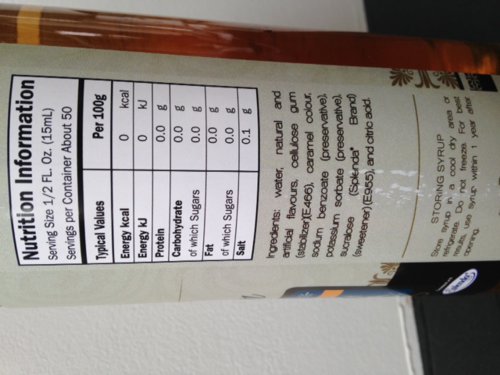 Nutrition Information
Serving Size 1/2 FL. Oz. (15mL)
Servings per Container About 50
Typical Values Per 100g
Energy kcal 0 kcal
Energy kJ 0 kJ
Protein 0.0 g
Carbohydrate 0.0 g
of which Sugars 0.0 g
Fat 0.0 g
of which Sugars 0.0 g
Salt 0.1 g
Ingredients: water, natural and
artificial flavours, cellulose gum
(stabilizer)(E466), caramel colour,
sodium benzoate (preservative),
potassium sorbate (preservative),
sucralose (Splenda® Brand)
(sweetener)(E955), and citric acid.
STORING SYRUP
Store syrup in a cool dry area or
refrigerate. Do not freeze. For best
results, use syrup within 1 year after
opening.